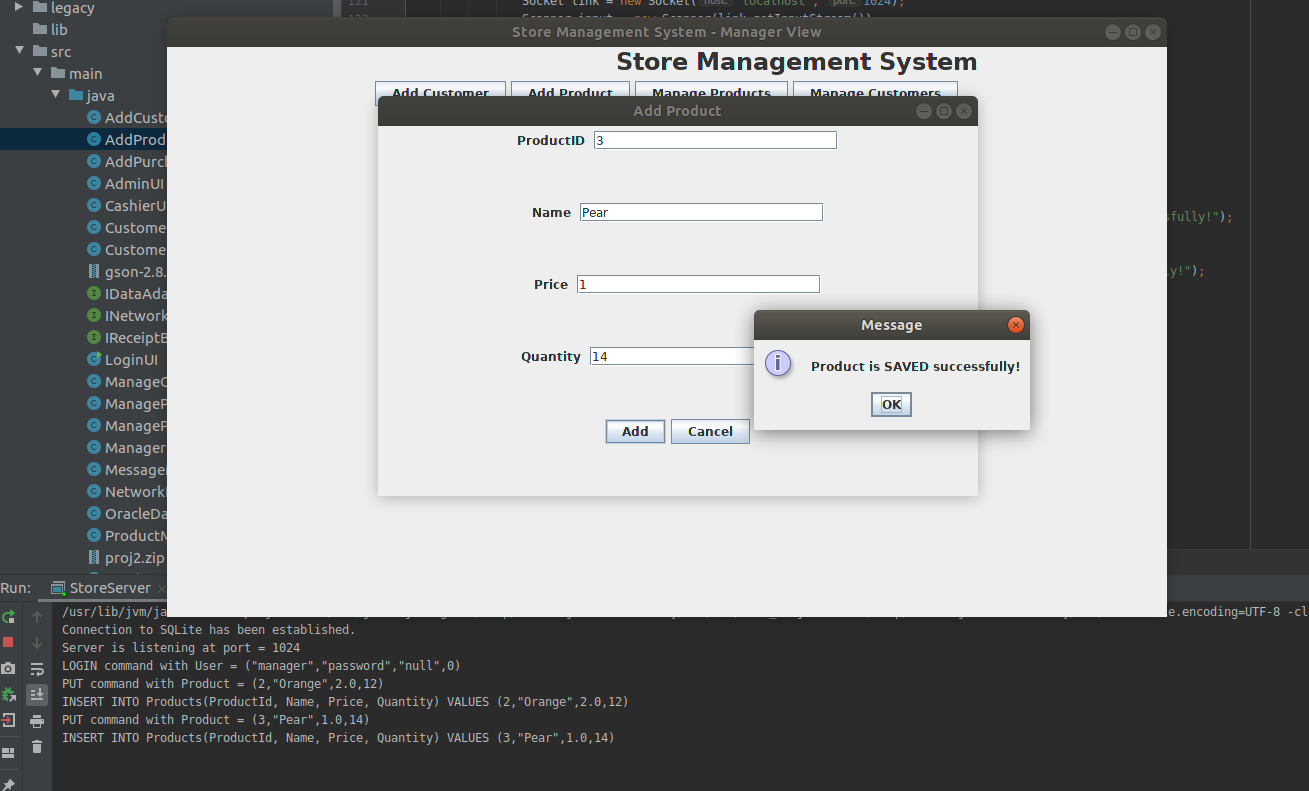 legacy
lib
src
main
java
AddProd
AddPurc
AdminUI
CashierU
Custome
Custome
gson-2.8.
IDataAda
INetwork
IReceiptB
LoginUI
ManageC
ManageP
ManageP
Manager
Message
Network
OracleDa
ProductM
proj2.zip
121
Socket link = new Socket( host: "localhost", port: 1024);
Store Management System - Manager View
Store Management System
Add Customer Add Product Manage Products Manage Customers
Add Product
ProductID 3
Name Pear
Price 1
Quantity 14
Add Cancel
Message
Product is SAVED successfully!
OK
sfully!");
ly!");
Run: StoreServer
/usr/lib/jvm/ja
e.encoding=UTF-8 -cl
Connection to SQLite has been established.
Server is listening at port = 1024
LOGIN command with User = ("manager","password","null",0)
PUT command with Product = (2,"Orange",2.0,12)
INSERT INTO Products(ProductId, Name, Price, Quantity) VALUES (2,"Orange",2.0,12)
PUT command with Product = (3,"Pear",1.0,14)
INSERT INTO Products(ProductId, Name, Price, Quantity) VALUES (3,"Pear",1.0,14)